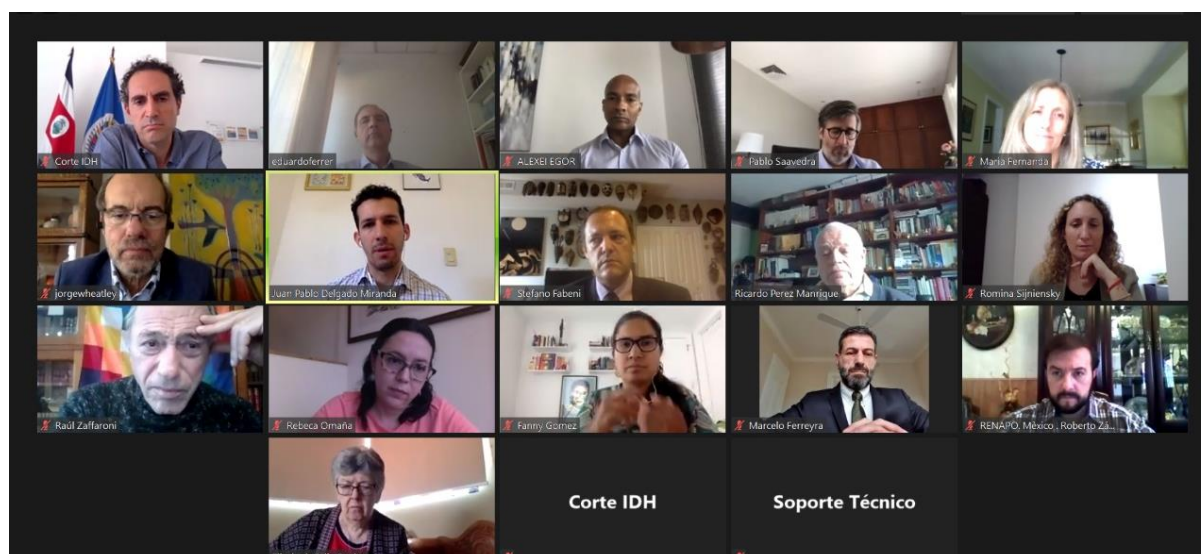 Corte IDH
eduardoferrer
ALEXEI EGOR
Pablo Saavedra
Maria Fernanda
jorgewheatley
Juan Pablo Delgado Miranda
Stefano Fabeni
Ricardo Perez Manrique
Romina Sijniensky
Raúl Zaffaroni
Rebeca Omaña
Fanny Gomez
Marcelo Ferreyra
RENAPO. México . Roberto Zá...
Corte IDH
Soporte Técnico